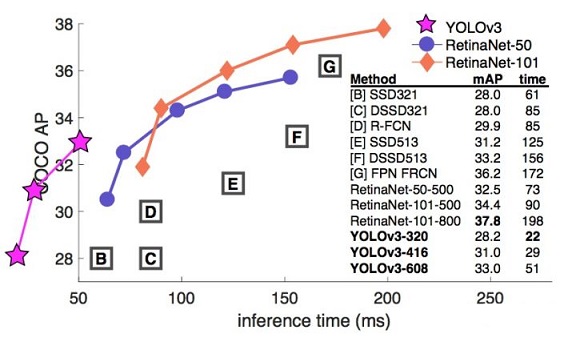 38
36
34
32
30
28
COCO AP
50
100
150
200
250
inference time (ms)
B
C
D
E
F
G
YOLOv3
RetinaNet-50
RetinaNet-101
Method mAP time
[B] SSD321 28.0 61
[C] DSSD321 28.0 85
[D] R-FCN 29.9 85
[E] SSD513 31.2 125
[F] DSSD513 33.2 156
[G] FPN FRCN 36.2 172
RetinaNet-50-500 32.5 73
RetinaNet-101-500 34.4 90
RetinaNet-101-800 37.8 198
YOLOv3-320 28.2 22
YOLOv3-416 31.0 29
YOLOv3-608 33.0 51